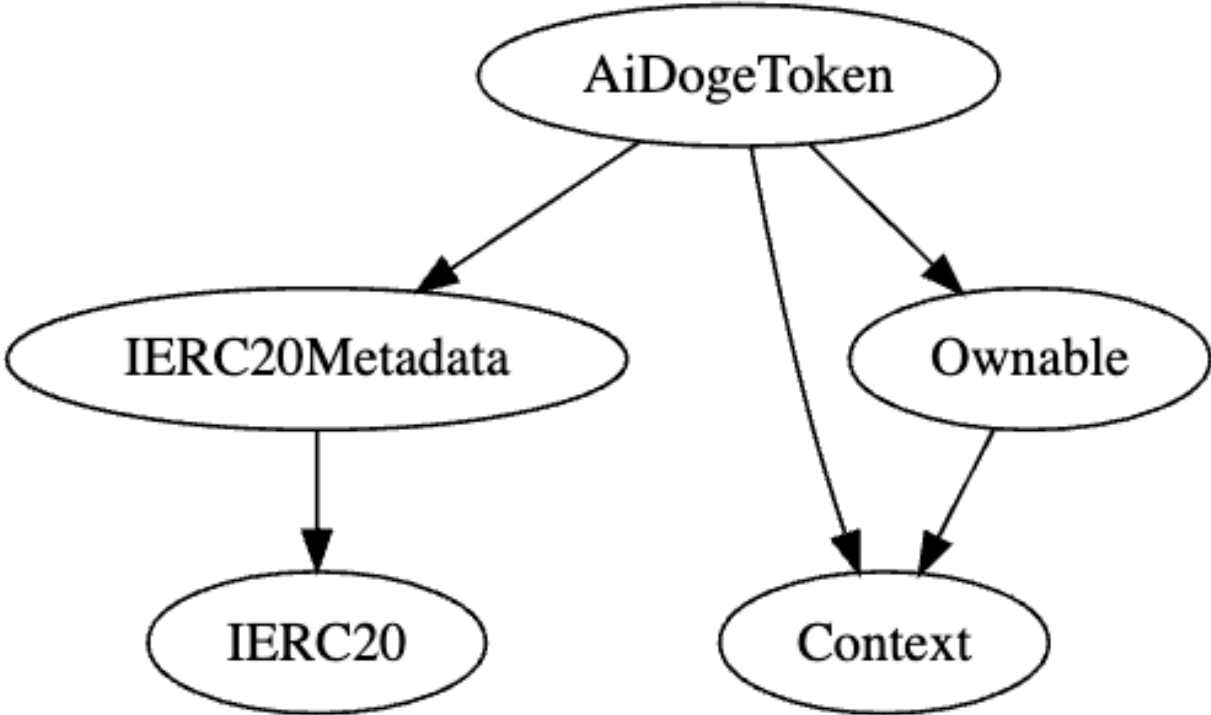 AiDogeToken
IERC20Metadata
Ownable
IERC20
Context